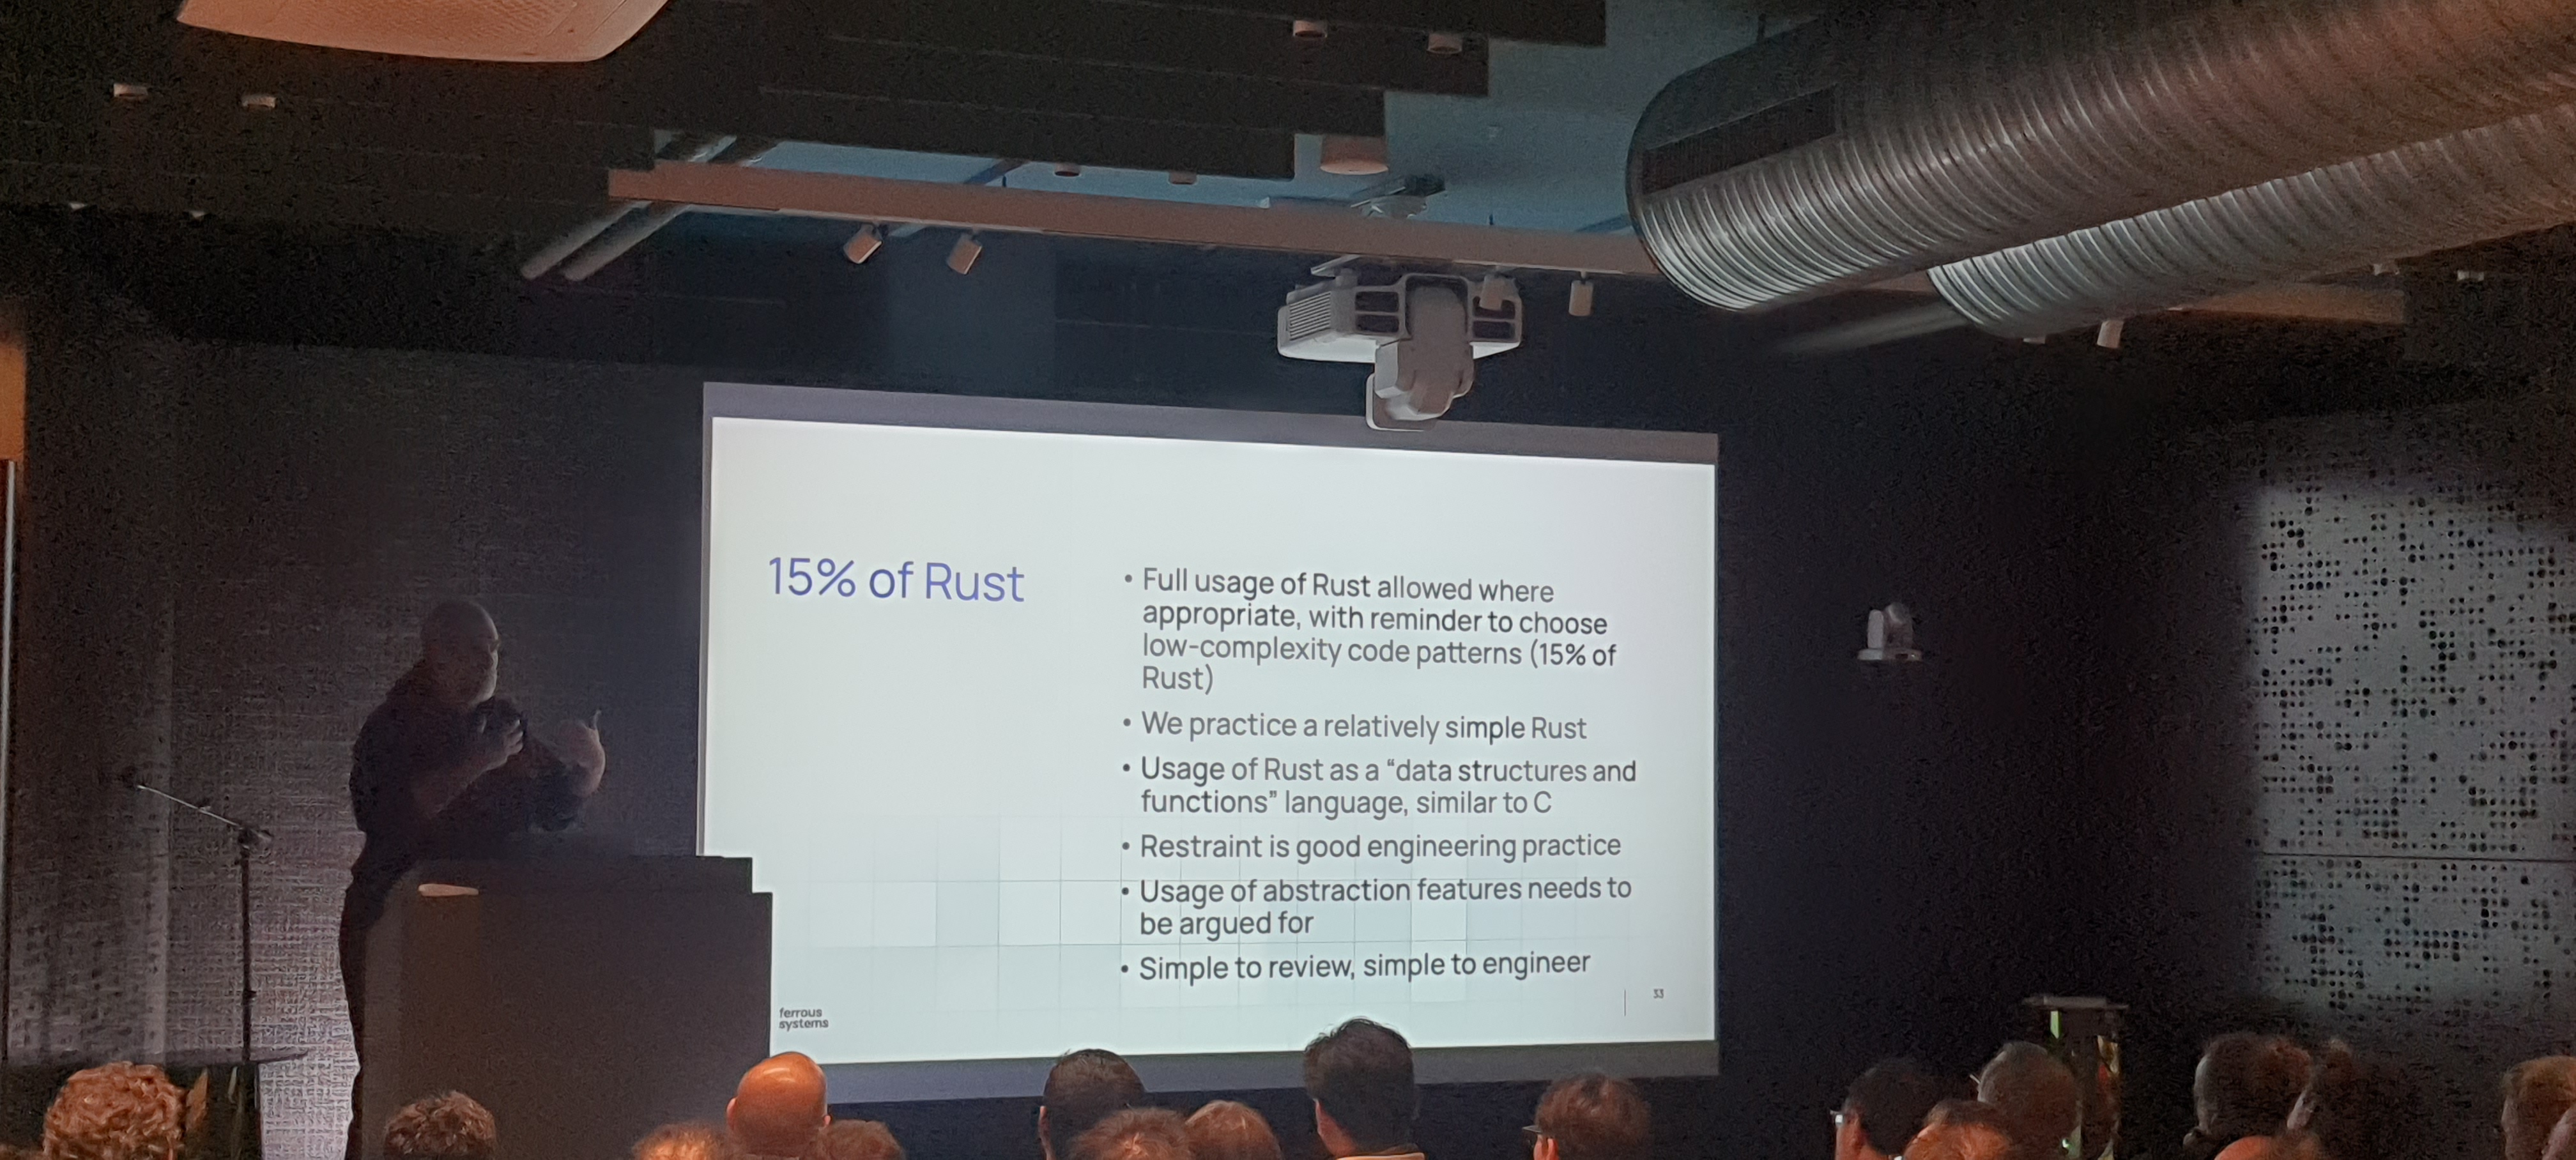 15% of Rust
• Full usage of Rust allowed where
appropriate, with reminder to choose
low-complexity code patterns (15% of
Rust)
• We practice a relatively simple Rust
• Usage of Rust as a “data structures and
functions” language, similar to C
• Restraint is good engineering practice
• Usage of abstraction features needs to
be argued for
• Simple to review, simple to engineer
ferrous
systems
33